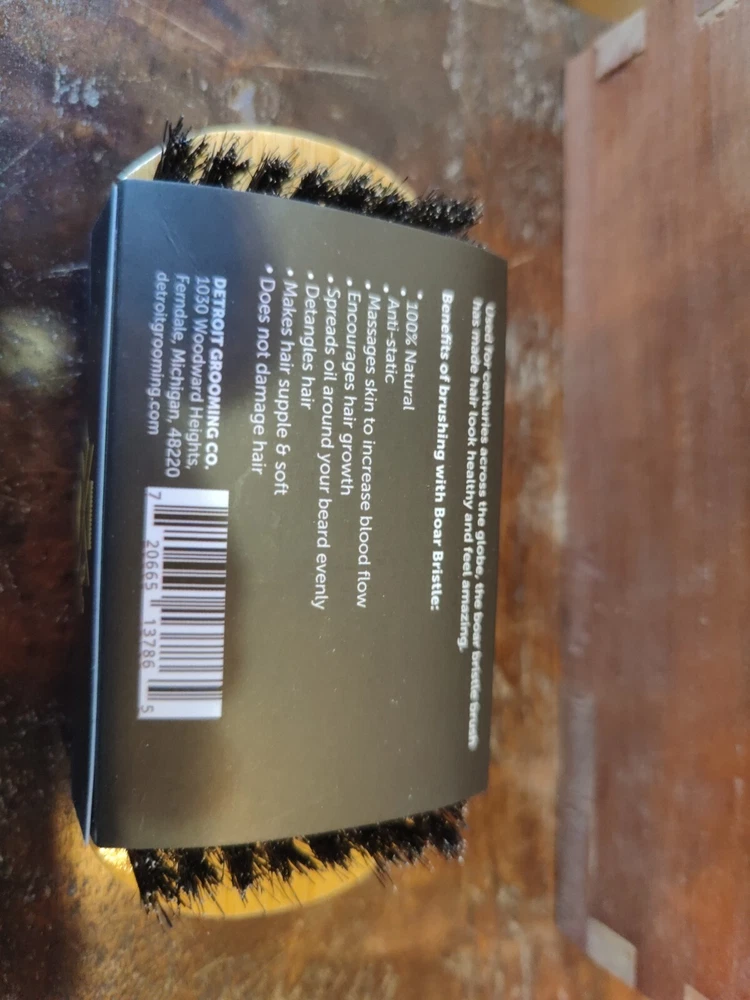 Used for centuries across the globe, the boar bristle brush
has made hair look healthy and feel amazing.
Benefits of brushing with Boar Bristle:
•
• 100% Natural
• Anti-static
• Massages skin to increase blood flow
• Encourages hair growth
• Spreads oil around your beard evenly
• Detangles hair
• Makes hair supple & soft
• Does not damage hair
DETROIT GROOMING CO.
1030 Woodward Heights,
Ferndale, Michigan, 48220
detroitgrooming.com
7 20665 13786 5